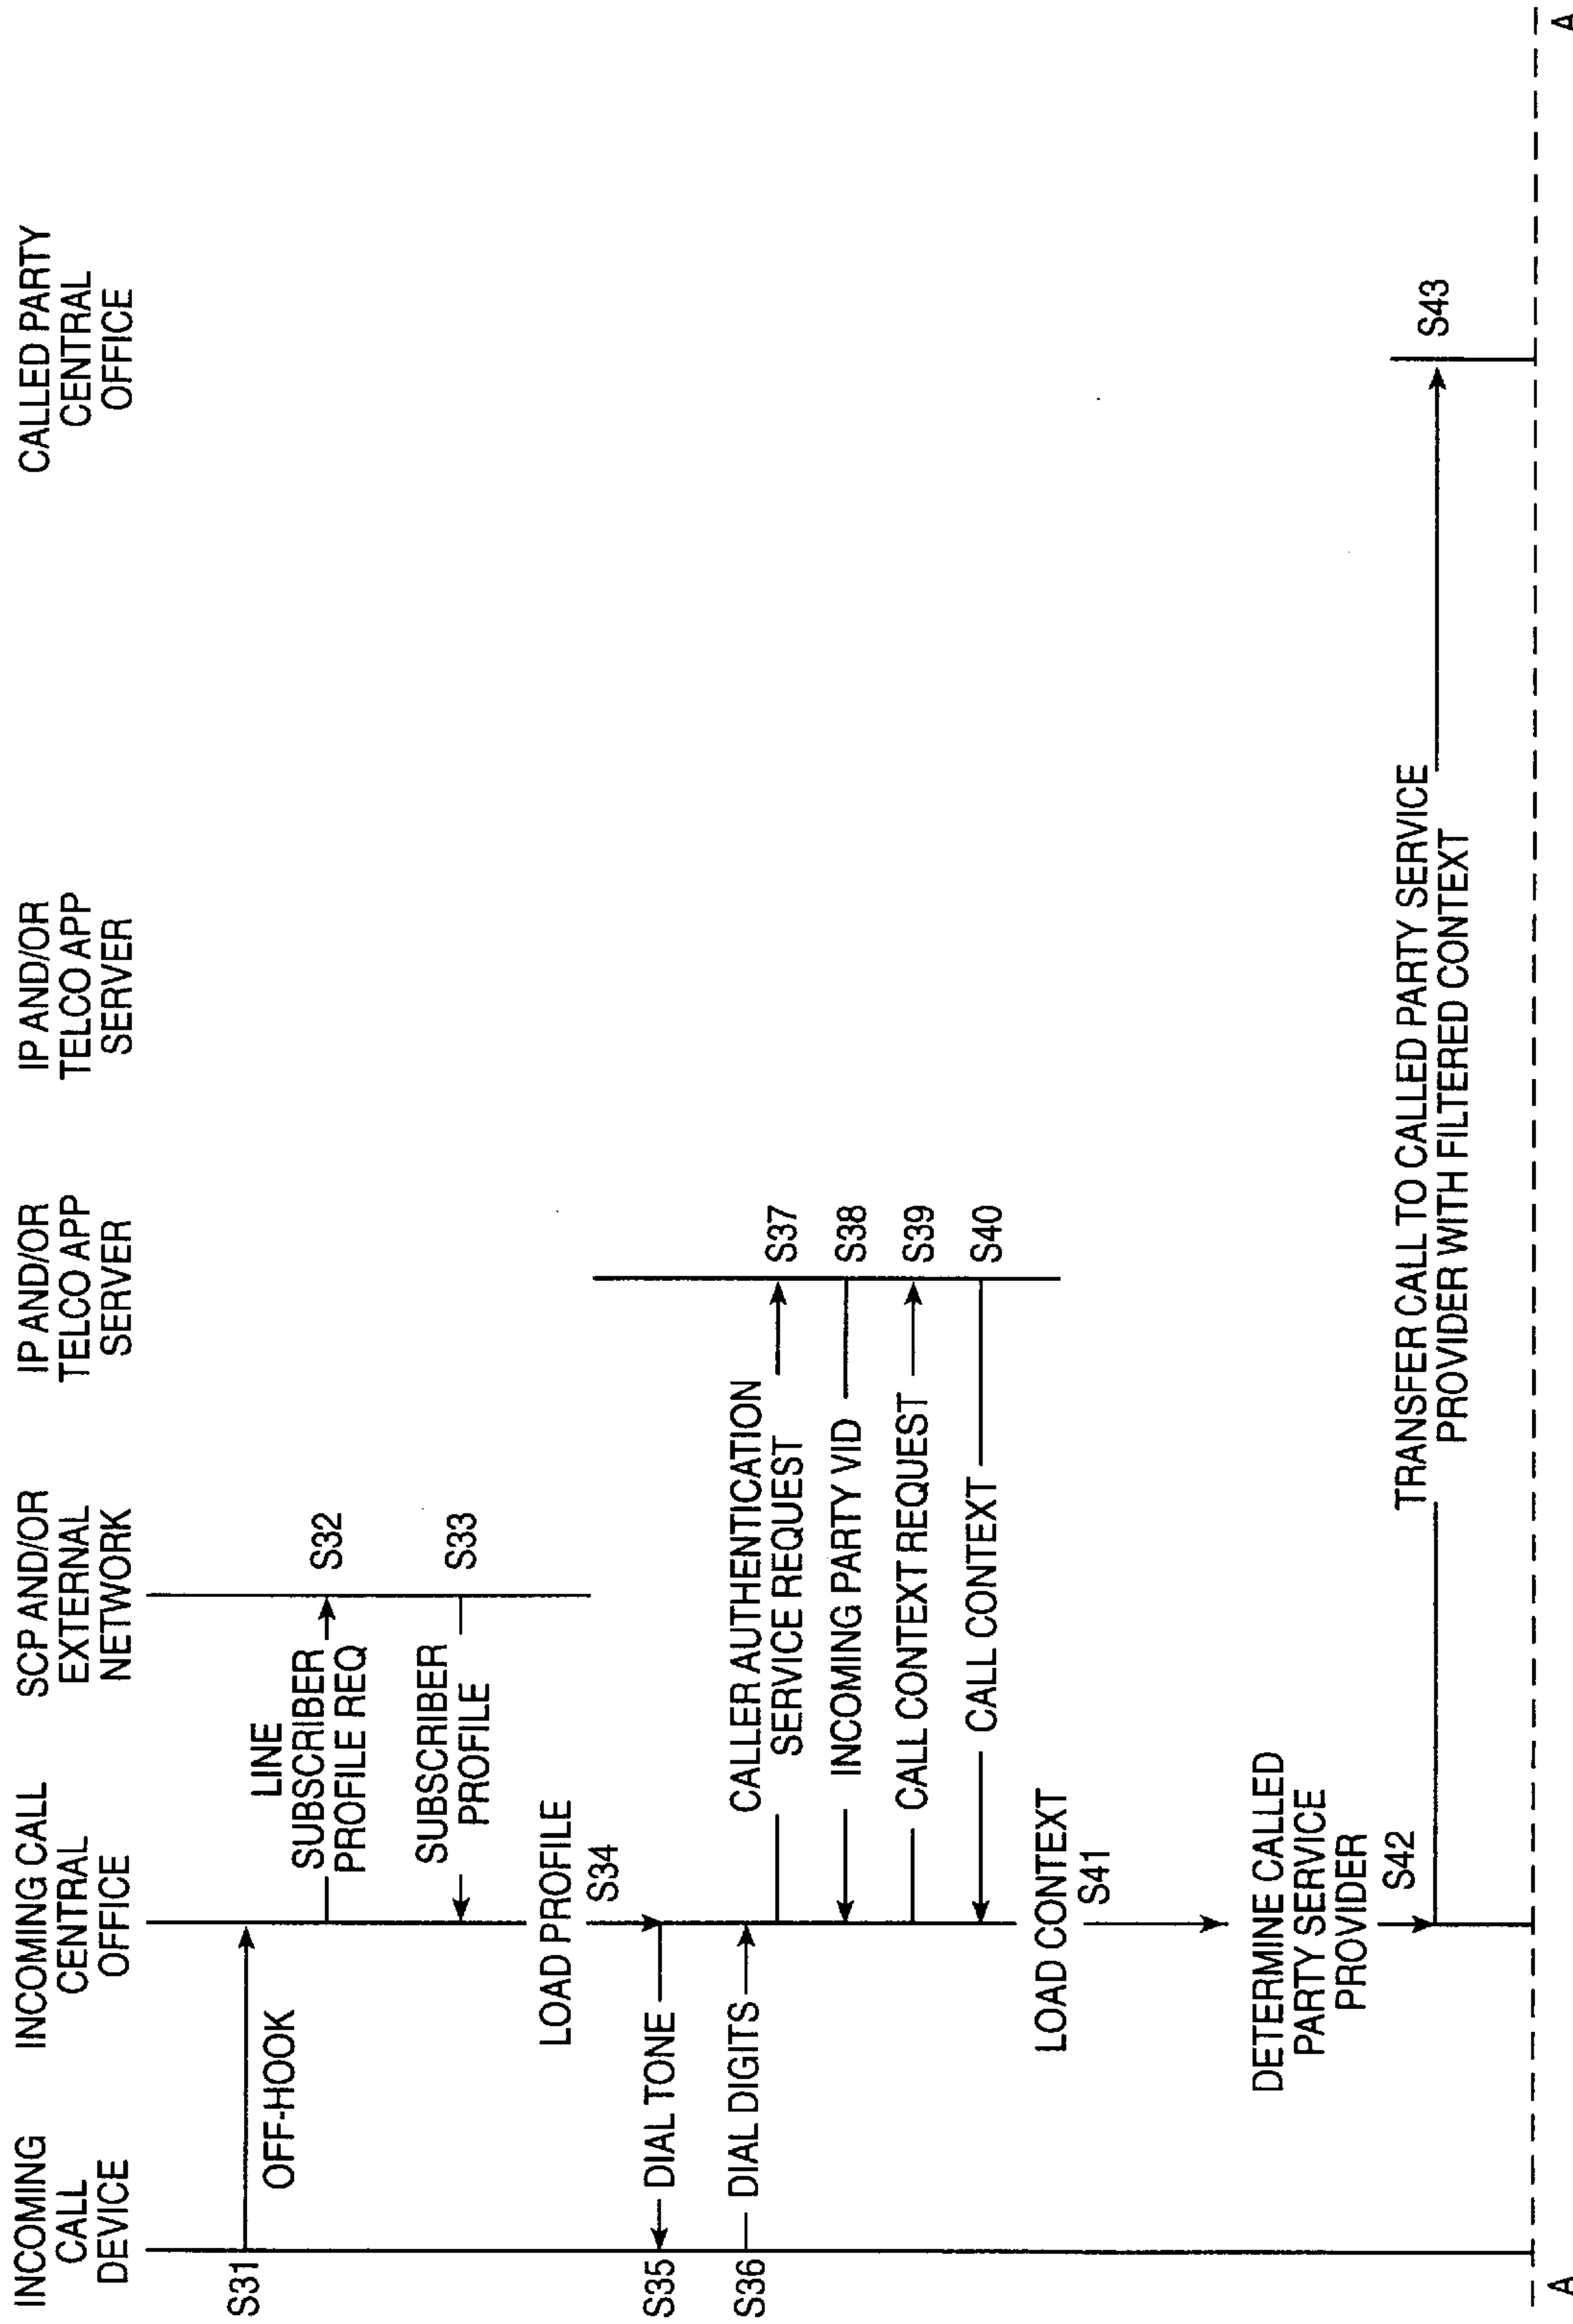 INCOMING
CALL
DEVICE
INCOMING CALL
CENTRAL
OFFICE
SCP AND/OR
EXTERNAL
NETWORK
IP AND/OR
TELCO APP
SERVER
IP AND/OR
TELCO APP
SERVER
CALLED PARTY
CENTRAL
OFFICE
S31
OFF-HOOK
LINE
SUBSCRIBER
PROFILE REQ
S32
SUBSCRIBER
PROFILE
S33
LOAD PROFILE
S34
S35
DIAL TONE
S36
DIAL DIGITS
CALLER AUTHENTICATION
SERVICE REQUEST
S37
INCOMING PARTY VID
S38
CALL CONTEXT REQUEST
S39
CALL CONTEXT
S40
LOAD CONTEXT
S41
DETERMINE CALLED
PARTY SERVICE
PROVIDER
S42
TRANSFER CALL TO CALLED PARTY SERVICE
PROVIDER WITH FILTERED CONTEXT
S43
A
A